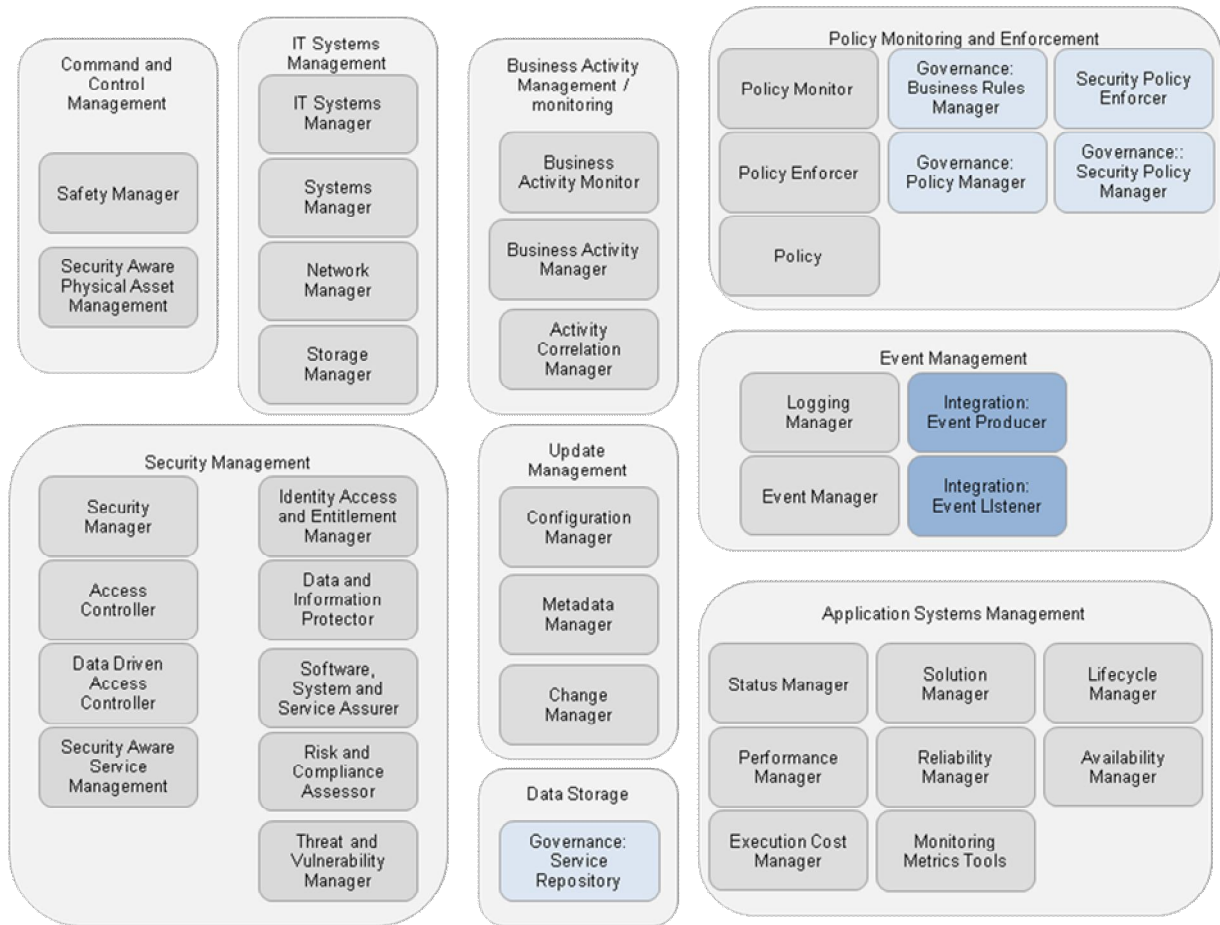 Command and
Control
Management
Safety Manager
Security Aware
Physical Asset
Management
IT Systems
Management
IT Systems
Manager
Systems
Manager
Network
Manager
Storage
Manager
Business Activity
Management /
monitoring
Business
Activity Monitor
Business Activity
Manager
Activity
Correlation
Manager
Policy Monitoring and Enforcement
Policy Monitor
Governance:
Business Rules
Manager
Security Policy
Enforcer
Policy Enforcer
Governance:
Policy Manager
Governance::
Security Policy
Manager
Policy
Event Management
Logging
Manager
Integration:
Event Producer
Event Manager
Integration:
Event LIstener
Security Management
Security
Manager
Identity Access
and Entitlement
Manager
Access
Controller
Data and
Information
Protector
Data Driven
Access
Controller
Software,
System and
Service Assurer
Security Aware
Service
Management
Risk and
Compliance
Assessor
Threat and
Vulnerability
Manager
Update
Management
Configuration
Manager
Metadata
Manager
Change
Manager
Data Storage
Governance:
Service
Repository
Application Systems Management
Status Manager
Solution
Manager
Lifecycle
Manager
Performance
Manager
Reliability
Manager
Availability
Manager
Execution Cost
Manager
Monitoring
Metrics Tools